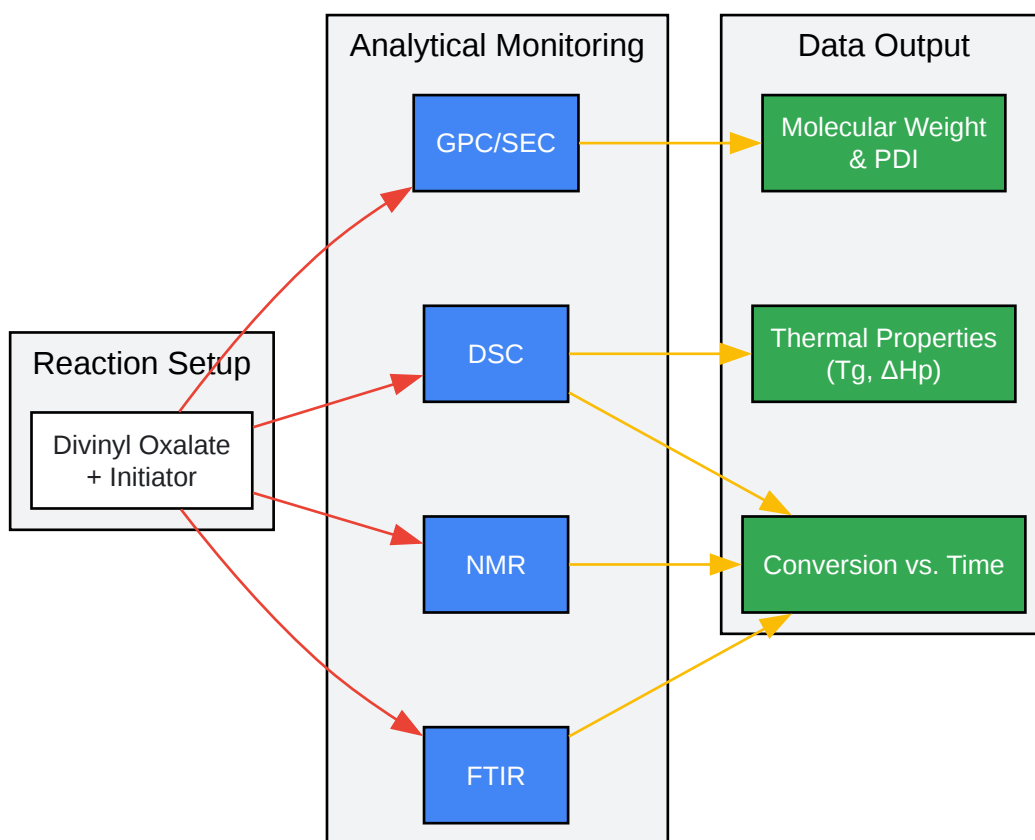 Reaction Setup
Divinyl Oxalate
+ Initiator
Analytical Monitoring
GPC/SEC
DSC
NMR
FTIR
Data Output
Molecular Weight
& PDI
Thermal Properties
(Tg, ΔHp)
Conversion vs. Time